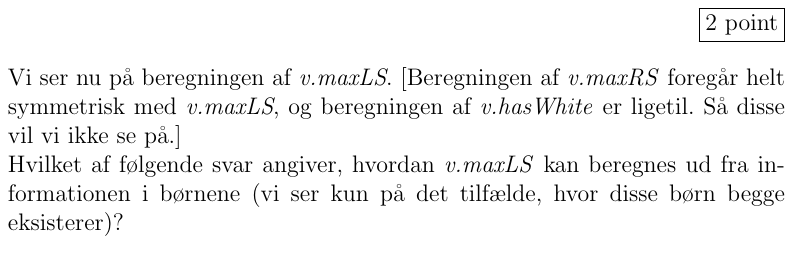 2 point
Vi ser nu på beregningen af v.maxLS. [Beregningen af v.maxRS foregår helt
symmetrisk med v.maxLS, og beregningen af v.hasWhite er ligetil. Så disse
vil vi ikke se på.]
Hvilket af følgende svar angiver, hvordan v.maxLS kan beregnes ud fra in-
formationen i børnene (vi ser kun på det tilfælde, hvor disse børn begge
eksisterer)?